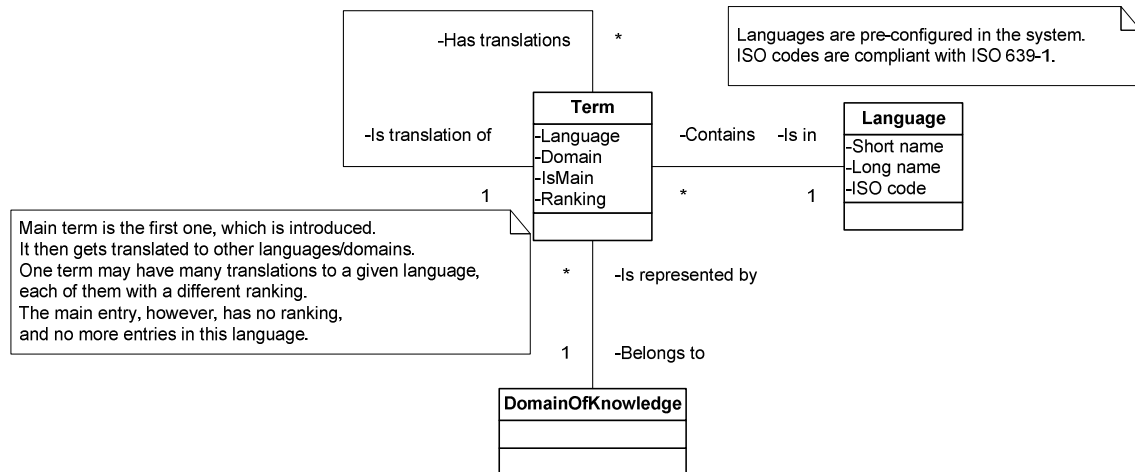 -Has translations
*
Languages are pre-configured in the system.
ISO codes are compliant with ISO 639-1.
Term
-Language
-Domain
-IsMain
-Ranking
-Is translation of
1
-Contains
*
-Is in
1
Language
-Short name
-Long name
-ISO code
Main term is the first one, which is introduced.
It then gets translated to other languages/domains.
One term may have many translations to a given language,
each of them with a different ranking.
The main entry, however, has no ranking,
and no more entries in this language.
*
-Is represented by
1
-Belongs to
DomainOfKnowledge